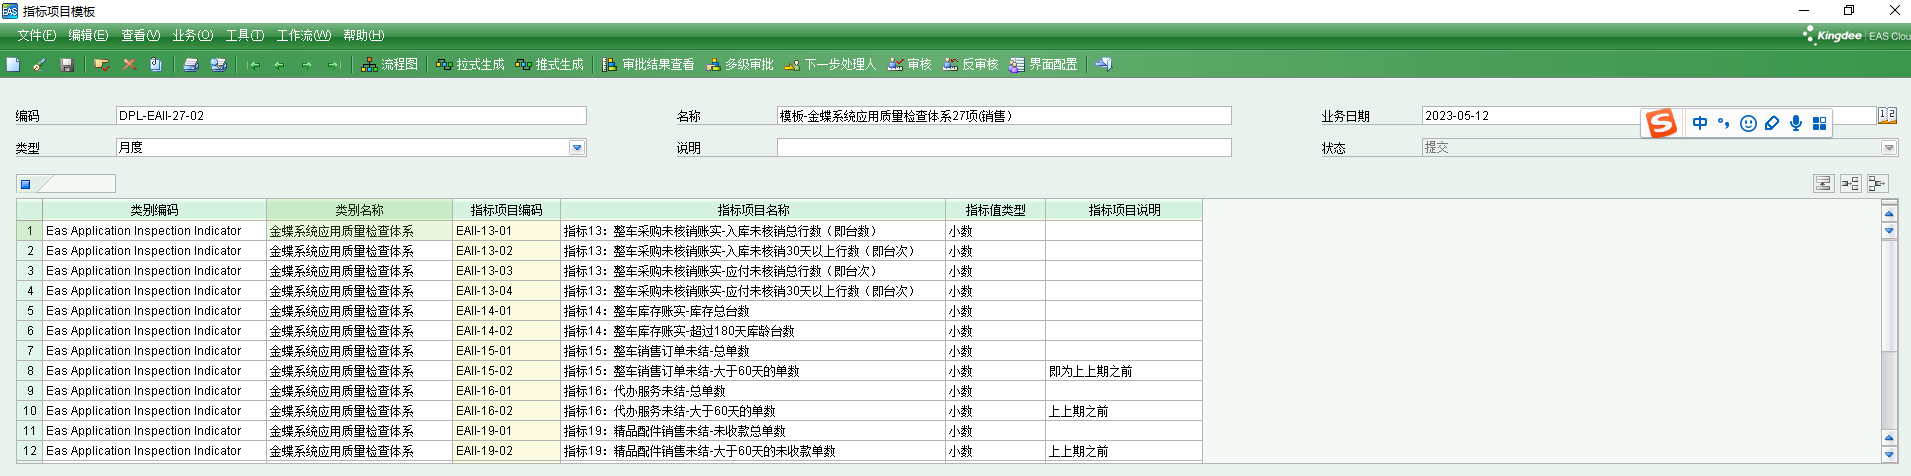 EAS 指标项目模板
文件(F) 编辑(E) 查看(V) 业务(O) 工具(T) 工作流(W) 帮助(H)
Kingdee EAS Clou
流程图 拉式生成 推式生成 审批结果查看 多级审批 下一步处理人 审核 反审核 界面配置
编码 DPL-EAII-27-02 名称 模板-金蝶系统应用质量检查体系27项(销售) 业务日期 2023-05-12
S 中
类型 月度 说明 状态 提交
类别编码 类别名称 指标项目编码 指标项目名称 指标值类型 指标项目说明
1 Eas Application Inspection Indicator 金蝶系统应用质量检查体系 EAII-13-01 指标13：整车采购未核销账实-入库未核销总行数（即台数） 小数
2 Eas Application Inspection Indicator 金蝶系统应用质量检查体系 EAII-13-02 指标13：整车采购未核销账实-入库未核销30天以上行数（即台次） 小数
3 Eas Application Inspection Indicator 金蝶系统应用质量检查体系 EAII-13-03 指标13：整车采购未核销账实-应付未核销总行数（即台次） 小数
4 Eas Application Inspection Indicator 金蝶系统应用质量检查体系 EAII-13-04 指标13：整车采购未核销账实-应付未核销30天以上行数（即台次） 小数
5 Eas Application Inspection Indicator 金蝶系统应用质量检查体系 EAII-14-01 指标14：整车库存账实-库存总台数 小数
6 Eas Application Inspection Indicator 金蝶系统应用质量检查体系 EAII-14-02 指标14：整车库存账实-超过180天库龄台数 小数
7 Eas Application Inspection Indicator 金蝶系统应用质量检查体系 EAII-15-01 指标15：整车销售订单未结-总单数 小数
8 Eas Application Inspection Indicator 金蝶系统应用质量检查体系 EAII-15-02 指标15：整车销售订单未结-大于60天的单数 小数 即为上上期之前
9 Eas Application Inspection Indicator 金蝶系统应用质量检查体系 EAII-16-01 指标16：代办服务未结-总单数 小数
10 Eas Application Inspection Indicator 金蝶系统应用质量检查体系 EAII-16-02 指标16：代办服务未结-大于60天的单数 小数 上上期之前
11 Eas Application Inspection Indicator 金蝶系统应用质量检查体系 EAII-19-01 指标19：精品配件销售未结-未收款总单数 小数
12 Eas Application Inspection Indicator 金蝶系统应用质量检查体系 EAII-19-02 指标19：精品配件销售未结-大于60天的未收款单数 小数 上上期之前